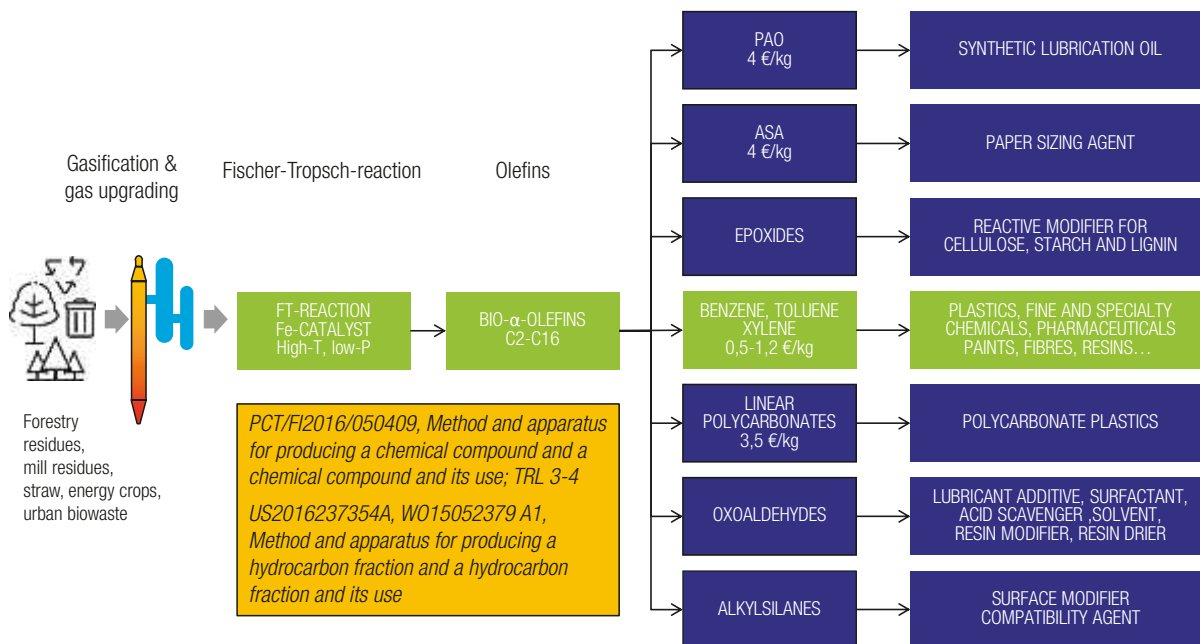 Gasification &
gas upgrading
Fischer-Tropsch-reaction
Olefins
Forestry
residues,
mill residues,
straw, energy crops,
urban biowaste
FT-REACTION
Fe-CATALYST
High-T, low-P
BIO-α-OLEFINS
C2-C16
PCT/FI2016/050409, Method and apparatus
for producing a chemical compound and a
chemical compound and its use; TRL 3-4
US2016237354A, WO15052379 A1,
Method and apparatus for producing a
hydrocarbon fraction and a hydrocarbon
fraction and its use
PAO
4 €/kg
SYNTHETIC LUBRICATION OIL
ASA
4 €/kg
PAPER SIZING AGENT
EPOXIDES
REACTIVE MODIFIER FOR
CELLULOSE, STARCH AND LIGNIN
BENZENE, TOLUENE
XYLENE
0,5-1,2 €/kg
PLASTICS, FINE AND SPECIALTY
CHEMICALS, PHARMACEUTICALS
PAINTS, FIBRES, RESINS…
LINEAR
POLYCARBONATES
3,5 €/kg
POLYCARBONATE PLASTICS
OXOALDEHYDES
LUBRICANT ADDITIVE, SURFACTANT,
ACID SCAVENGER ,SOLVENT,
RESIN MODIFIER, RESIN DRIER
ALKYLSILANES
SURFACE MODIFIER
COMPATIBILITY AGENT